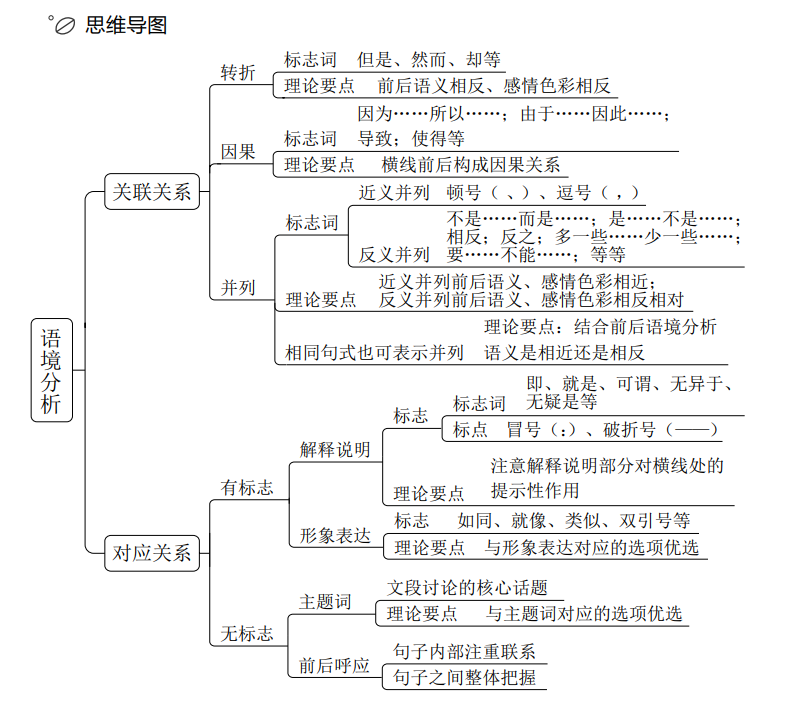 思维导图
转折
标志词 但是、然而、却等
理论要点 前后语义相反、感情色彩相反
因为……所以……；由于……因此……；
因果
标志词 导致；使得等
理论要点 横线前后构成因果关系
关联关系
近义并列 顿号（、）、逗号（，）
标志词
不是……而是……；是……不是……；
相反；反之；多一些……少一些……；
反义并列 要……不能……；等等
并列
近义并列前后语义、感情色彩相近；
理论要点 反义并列前后语义、感情色彩相反相对
理论要点：结合前后语境分析
相同句式也可表示并列 语义是相近还是相反
语境分析
即、就是、可谓、无异于、
标志词 无疑是等
标志
标点 冒号（：）、破折号（——）
解释说明
注意解释说明部分对横线处的
理论要点 提示性作用
有标志
标志 如同、就像、类似、双引号等
形象表达
理论要点 与形象表达对应的选项优选
对应关系
文段讨论的核心话题
主题词
理论要点 与主题词对应的选项优选
无标志
句子内部注重联系
前后呼应
句子之间整体把握